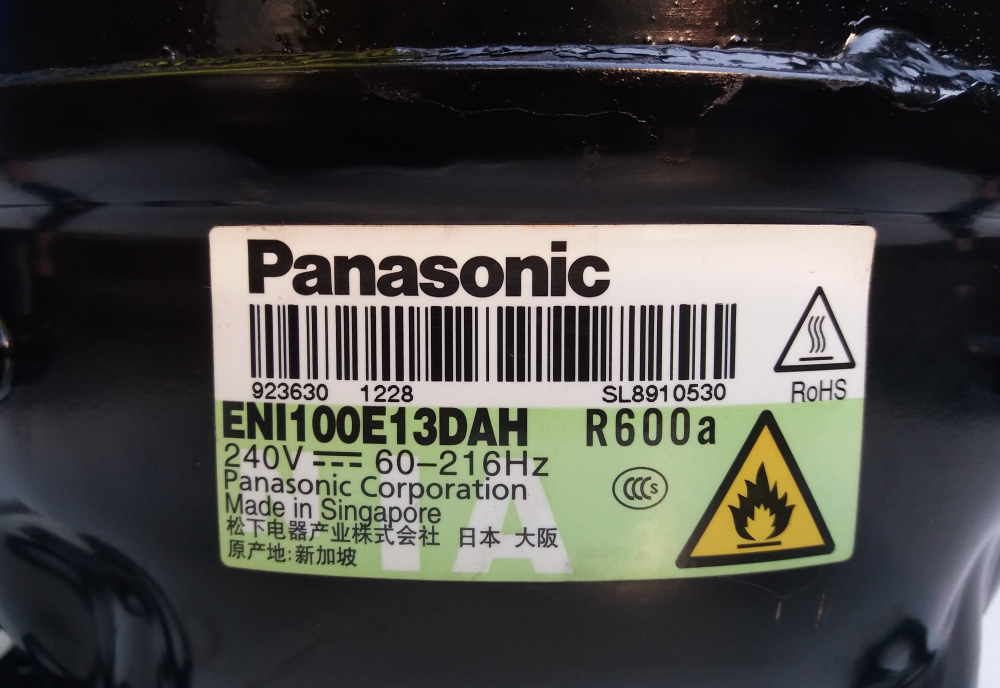 Panasonic
923630 1228 SL8910530
RoHS
ENI100E13DAH R600a
240V ⎓ 60-216Hz
Panasonic Corporation
Made in Singapore
松下电器产业株式会社 日本 大阪
原产地:新加坡
CCC S